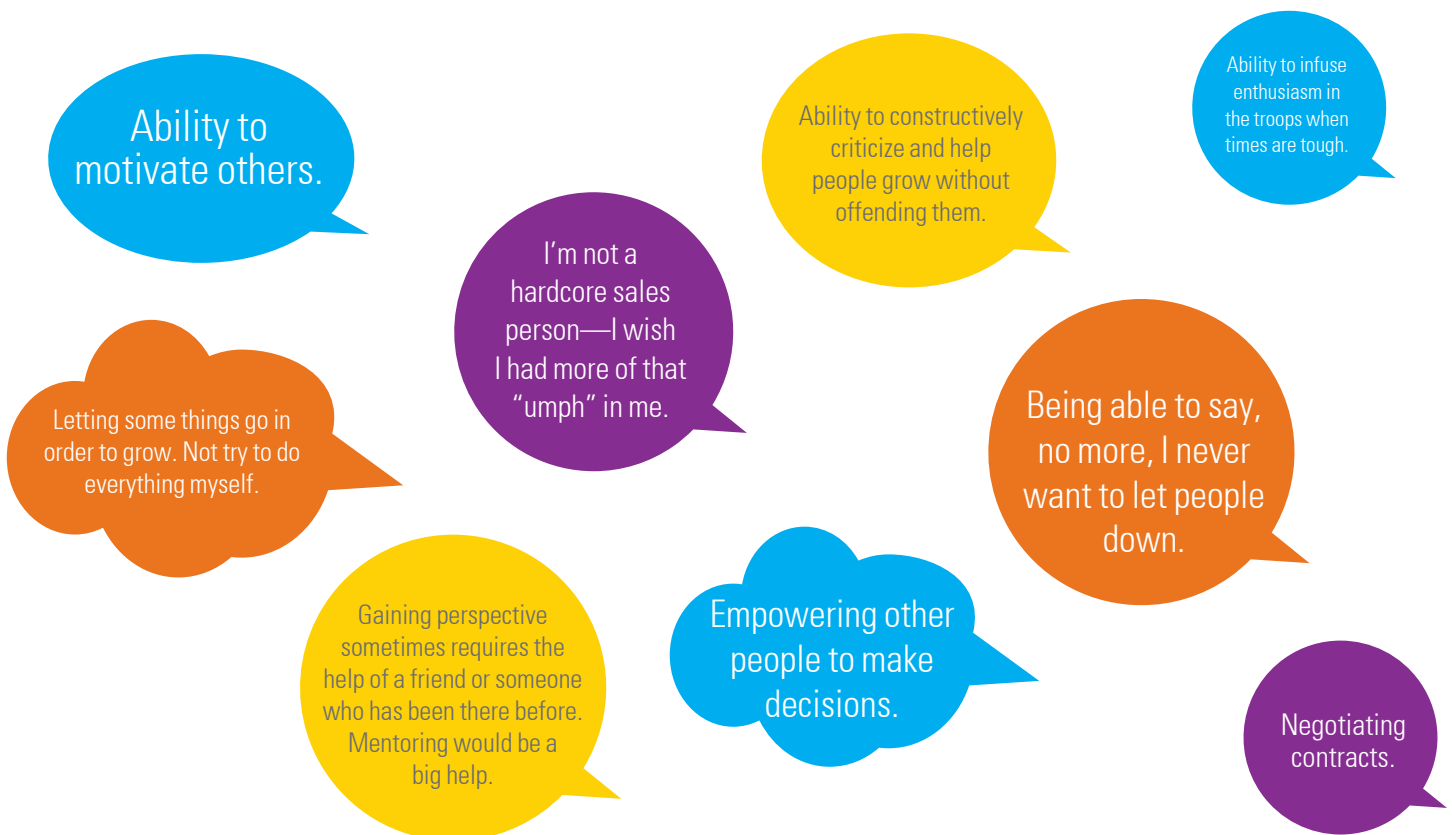 Ability to
motivate others.
Ability to constructively
criticize and help
people grow without
offending them.
Ability to infuse
enthusiasm in
the troops when
times are tough.
I’m not a
hardcore sales
person—I wish
I had more of that
“umph” in me.
Letting some things go in
order to grow. Not try to do
everything myself.
Being able to say,
no more, I never
want to let people
down.
Gaining perspective
sometimes requires the
help of a friend or someone
who has been there before.
Mentoring would be a
big help.
Empowering other
people to make
decisions.
Negotiating
contracts.